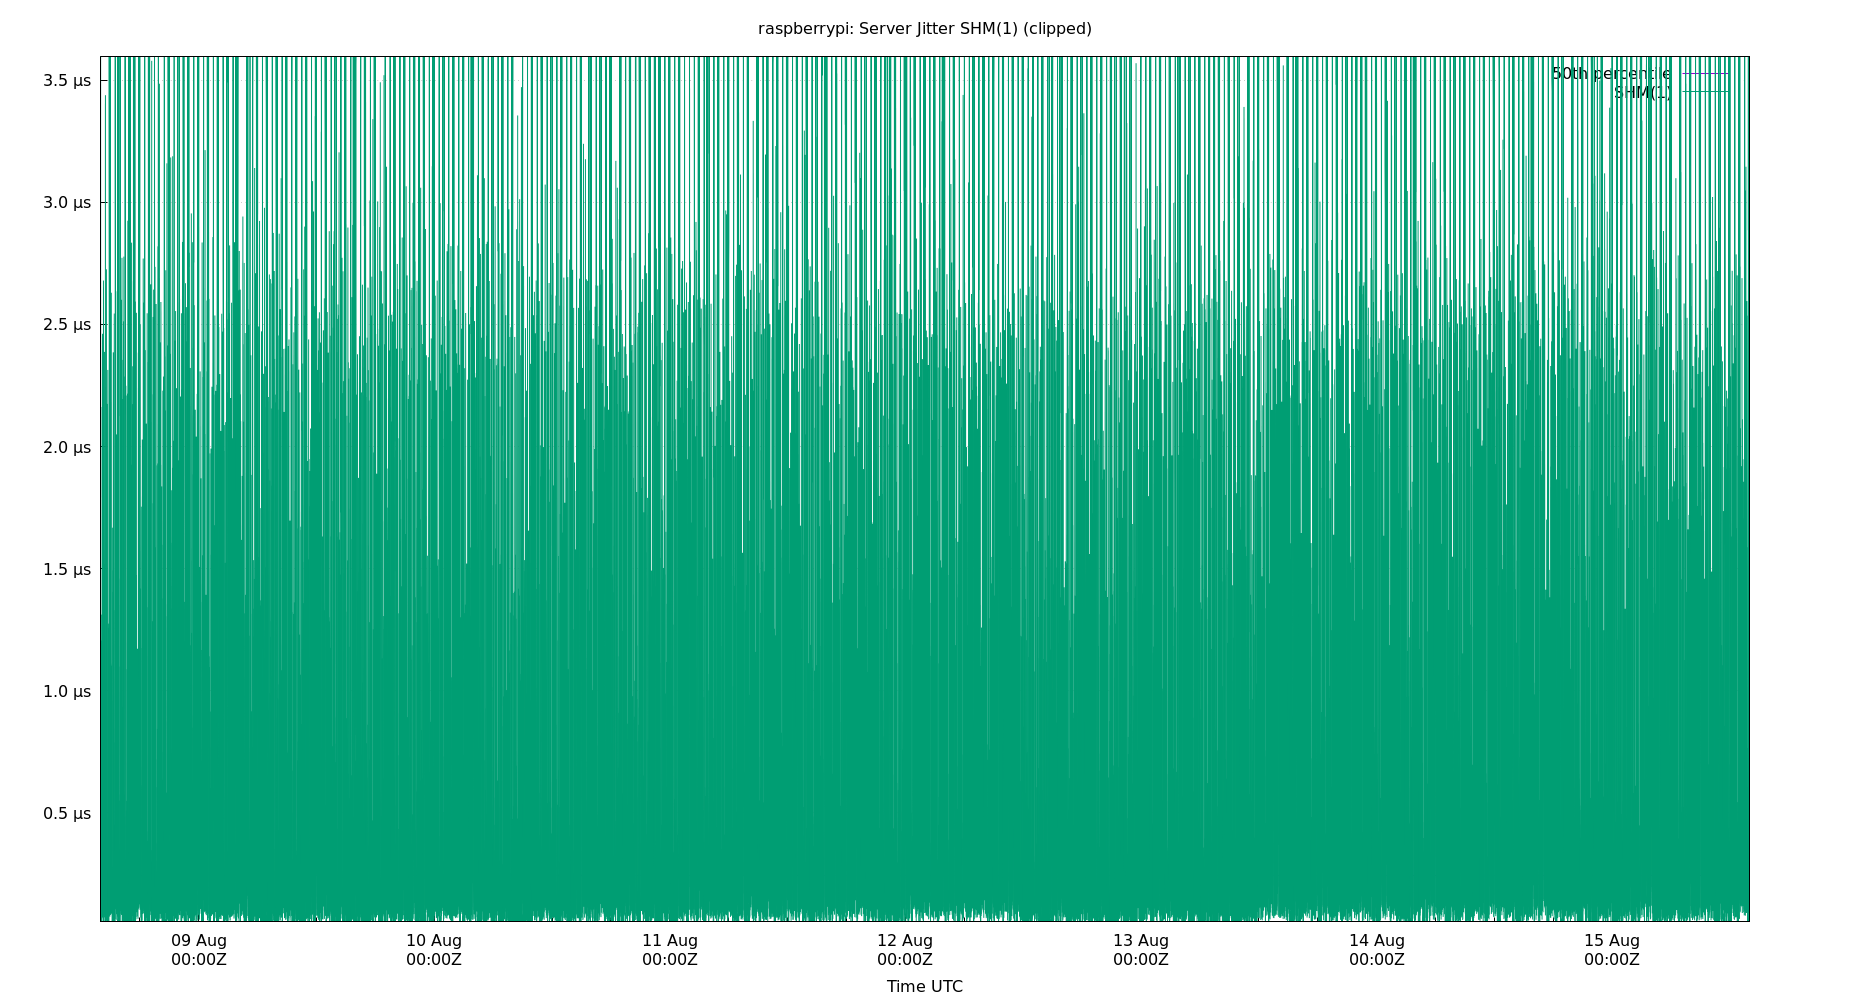 raspberrypi: Server Jitter SHM(1) (clipped)
50th percentile
SHM(1)
3.5 µs
3.0 µs
2.5 µs
2.0 µs
1.5 µs
1.0 µs
0.5 µs
09 Aug 10 Aug 11 Aug 12 Aug 13 Aug 14 Aug 15 Aug
00:00Z 00:00Z 00:00Z 00:00Z 00:00Z 00:00Z 00:00Z
Time UTC